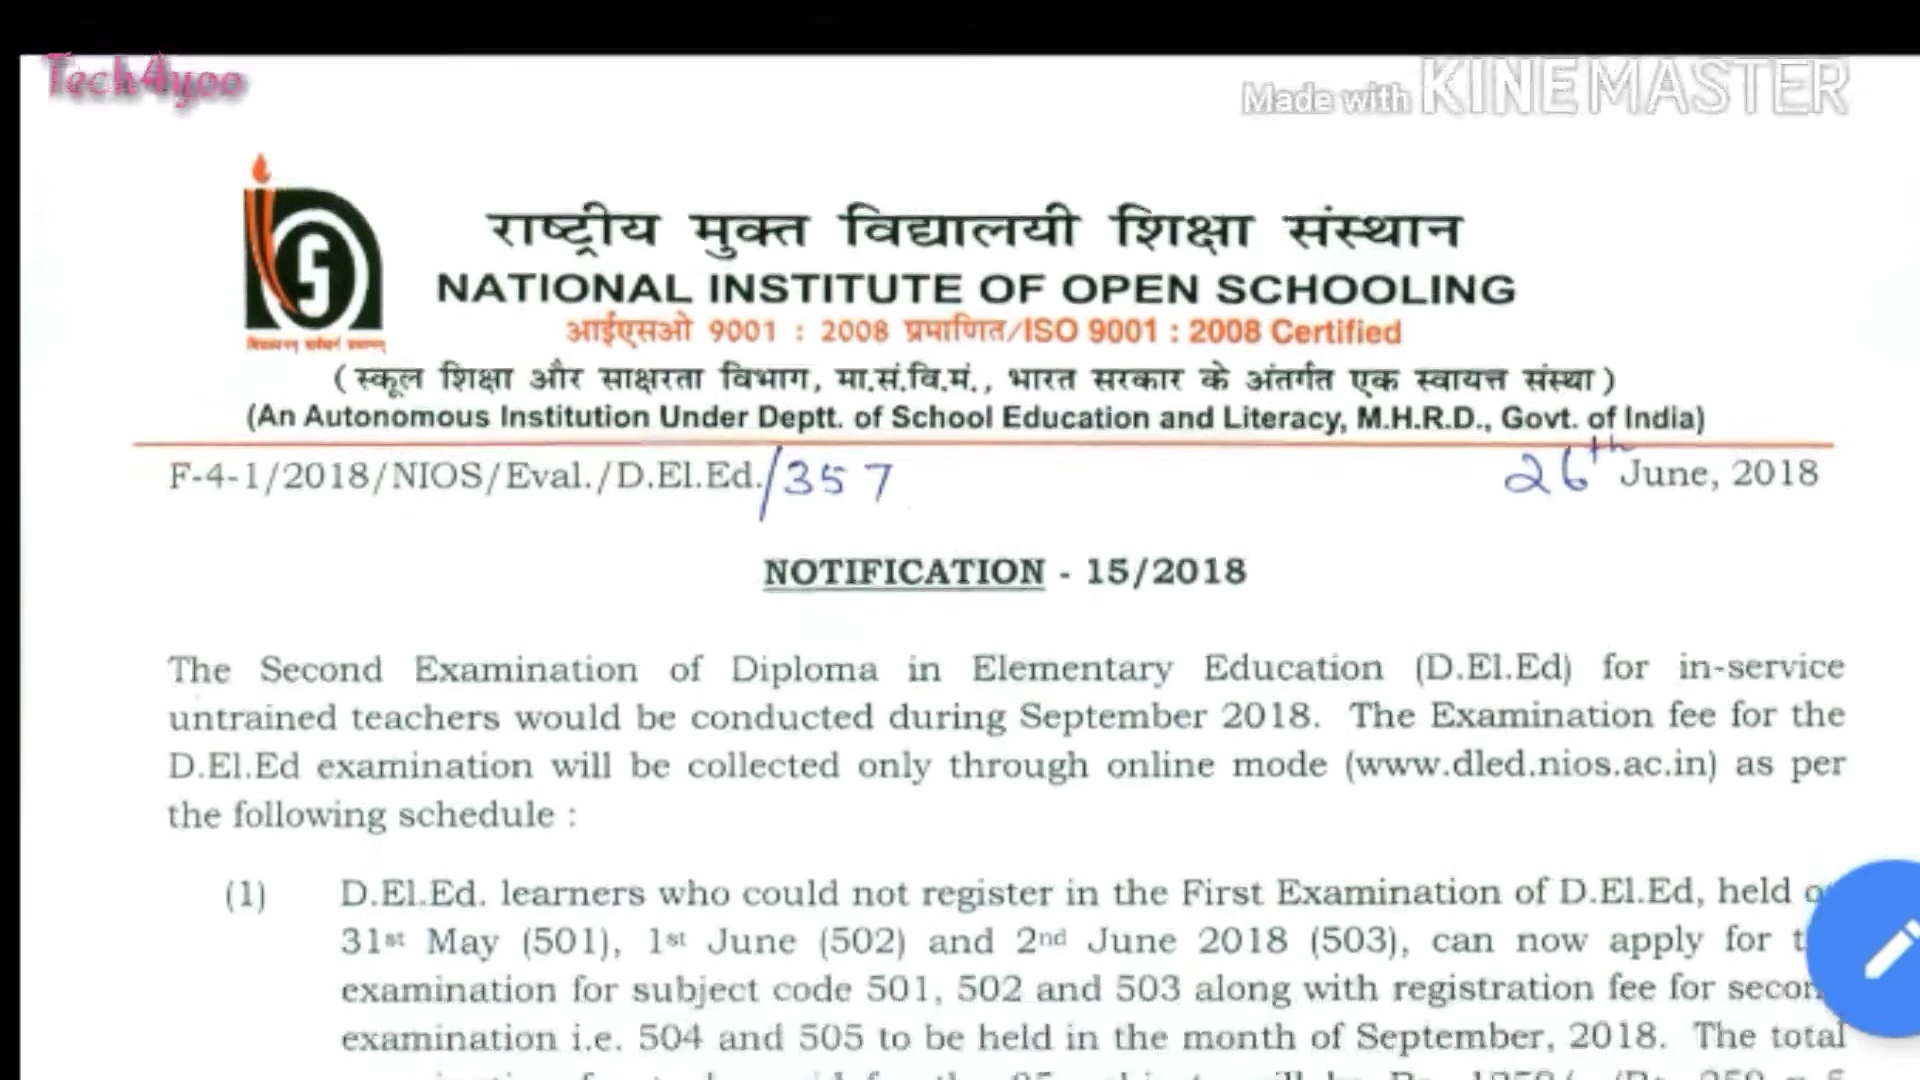 Tech4yoo
Made with KINEMASTER
राष्ट्रीय मुक्त विद्यालयी शिक्षा संस्थान
NATIONAL INSTITUTE OF OPEN SCHOOLING
आईएसओ 9001 : 2008 प्रमाणित/ISO 9001 : 2008 Certified
(स्कूल शिक्षा और साक्षरता विभाग, मा.सं.वि.मं., भारत सरकार के अंतर्गत एक स्वायत्त संस्था)
(An Autonomous Institution Under Deptt. of School Education and Literacy, M.H.R.D., Govt. of India)
F-4-1/2018/NIOS/Eval./D.El.Ed./357 26th June, 2018
NOTIFICATION - 15/2018
The Second Examination of Diploma in Elementary Education (D.El.Ed) for in-service
untrained teachers would be conducted during September 2018. The Examination fee for the
D.El.Ed examination will be collected only through online mode (www.dled.nios.ac.in) as per
the following schedule :
(1) D.El.Ed. learners who could not register in the First Examination of D.El.Ed, held
31st May (501), 1st June (502) and 2nd June 2018 (503), can now apply for
examination for subject code 501, 502 and 503 along with registration fee for
examination i.e. 504 and 505 to be held in the month of September, 2018. The total